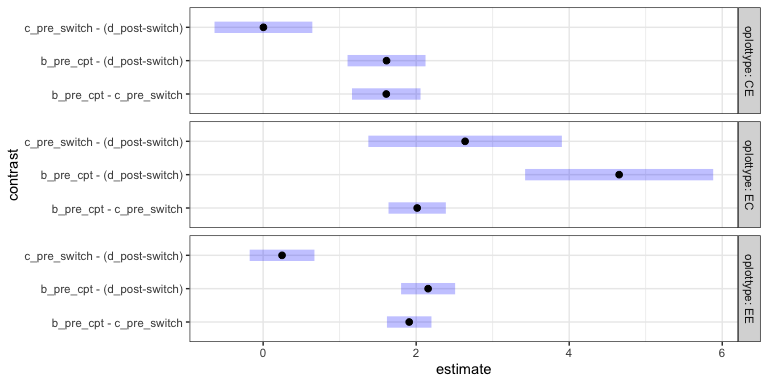 c_pre_switch - (d_post-switch)
b_pre_cpt - (d_post-switch)
b_pre_cpt - c_pre_switch
oplottype: CE
c_pre_switch - (d_post-switch)
b_pre_cpt - (d_post-switch)
b_pre_cpt - c_pre_switch
oplottype: EC
c_pre_switch - (d_post-switch)
b_pre_cpt - (d_post-switch)
b_pre_cpt - c_pre_switch
oplottype: EE
contrast
0 2 4 6
estimate